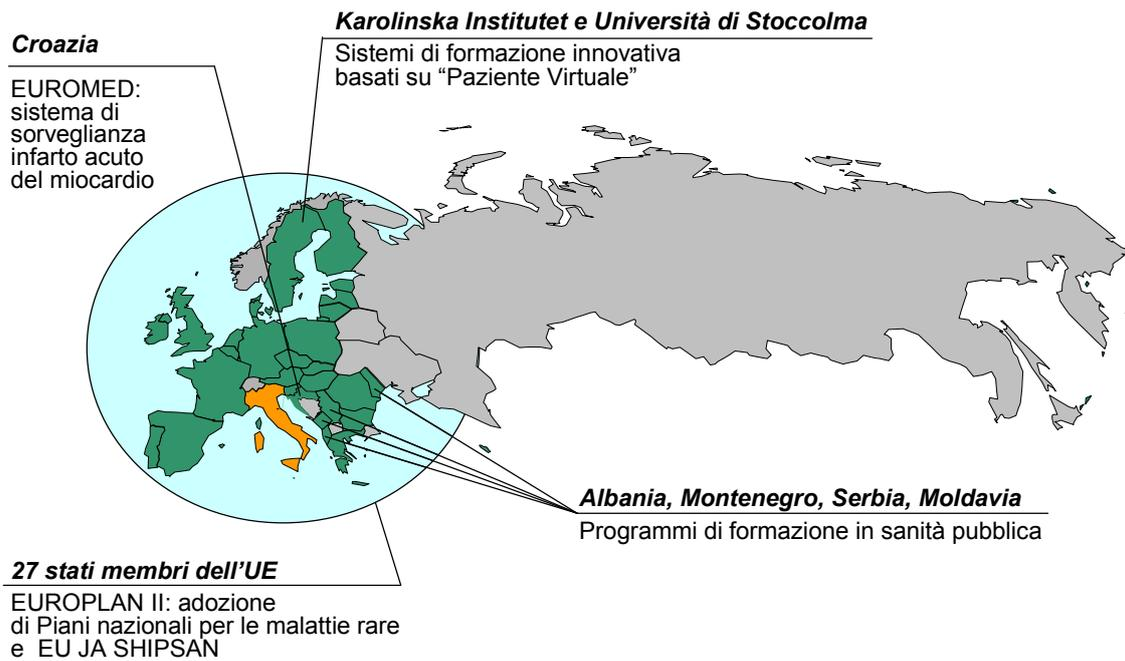 Karolinska Institutet e Università di Stoccolma
Sistemi di formazione innovativa
basati su “Paziente Virtuale”
Croazia
EUROMED:
sistema di
sorveglianza
infarto acuto
del miocardio
Albania, Montenegro, Serbia, Moldavia
Programmi di formazione in sanità pubblica
27 stati membri dell’UE
EUROPLAN II: adozione
di Piani nazionali per le malattie rare
e EU JA SHIPSAN